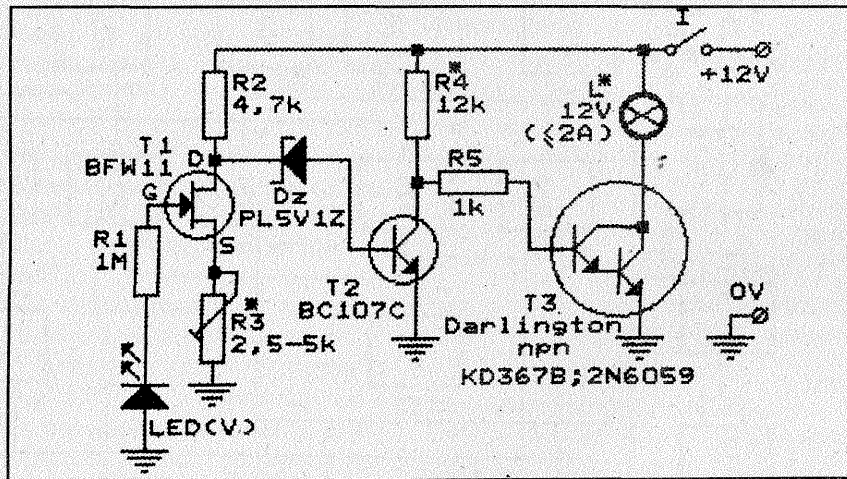 I
+12V
R2
4,7k
R4*
12k
L*
12V
(≤2A)
T1
BFW11
D
G
S
Dz
PL5V1Z
R5
1k
R1
1M
R3*
2,5-5k
T2
BC107C
T3
Darlington
npn
KD367B;2N6059
0V
LED(V)